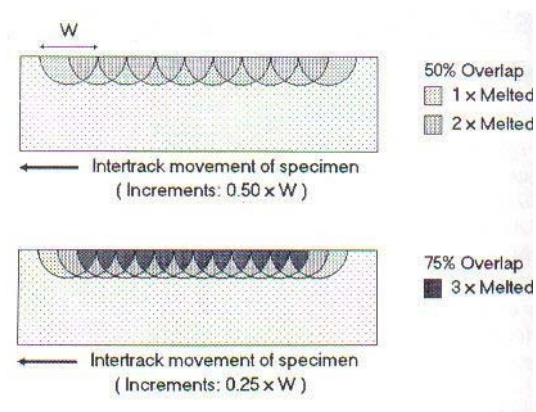 W
50% Overlap
1 x Melted
2 x Melted
Intertrack movement of specimen
( Increments: 0.50 x W )
75% Overlap
3 x Melted
Intertrack movement of specimen
( Increments: 0.25 x W )